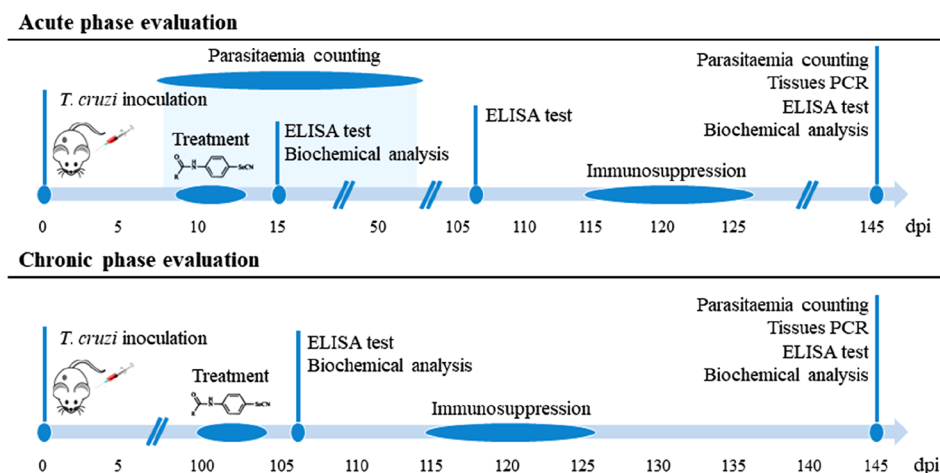 Acute phase evaluation
Parasitaemia counting
T. cruzi inoculation
Treatment
O
N
H
R
SeCN
ELISA test
Biochemical analysis
ELISA test
Immunosuppression
Parasitaemia counting
Tissues PCR
ELISA test
Biochemical analysis
0 5 10 15 50 105 110 115 120 125 145 dpi
Chronic phase evaluation
T. cruzi inoculation
Treatment
O
N
H
R
SeCN
ELISA test
Biochemical analysis
Immunosuppression
Parasitaemia counting
Tissues PCR
ELISA test
Biochemical analysis
0 5 100 105 110 115 120 125 130 135 140 145 dpi